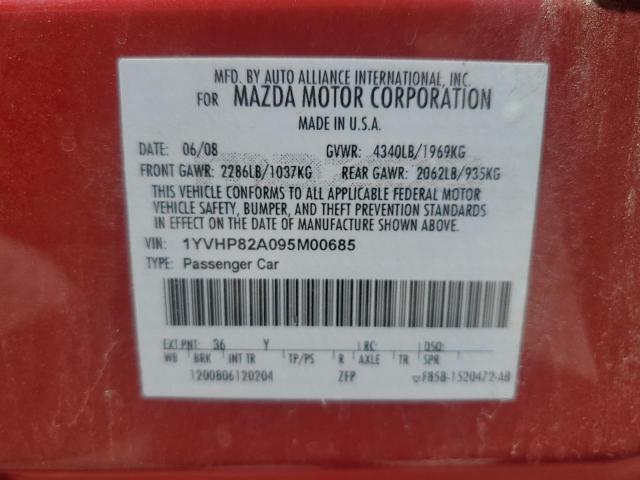 MFD. BY AUTO ALLIANCE INTERNATIONAL, INC.
FOR MAZDA MOTOR CORPORATION
MADE IN U.S.A.
DATE: 06/08 GVWR: 4340LB/1969KG
FRONT GAWR: 2286LB/1037KG REAR GAWR: 2062LB/935KG
THIS VEHICLE CONFORMS TO ALL APPLICABLE FEDERAL MOTOR
VEHICLE SAFETY, BUMPER, AND THEFT PREVENTION STANDARDS
IN EFFECT ON THE DATE OF MANUFACTURE SHOWN ABOVE.
VIN: 1YVHP82A095M00685
TYPE: Passenger Car
EXT PNT: 36 Y RC: DSO:
WB BRK INT TR TP/PS R AXLE TR SPR
1200806120204 ZFP F85B-1520472-AB